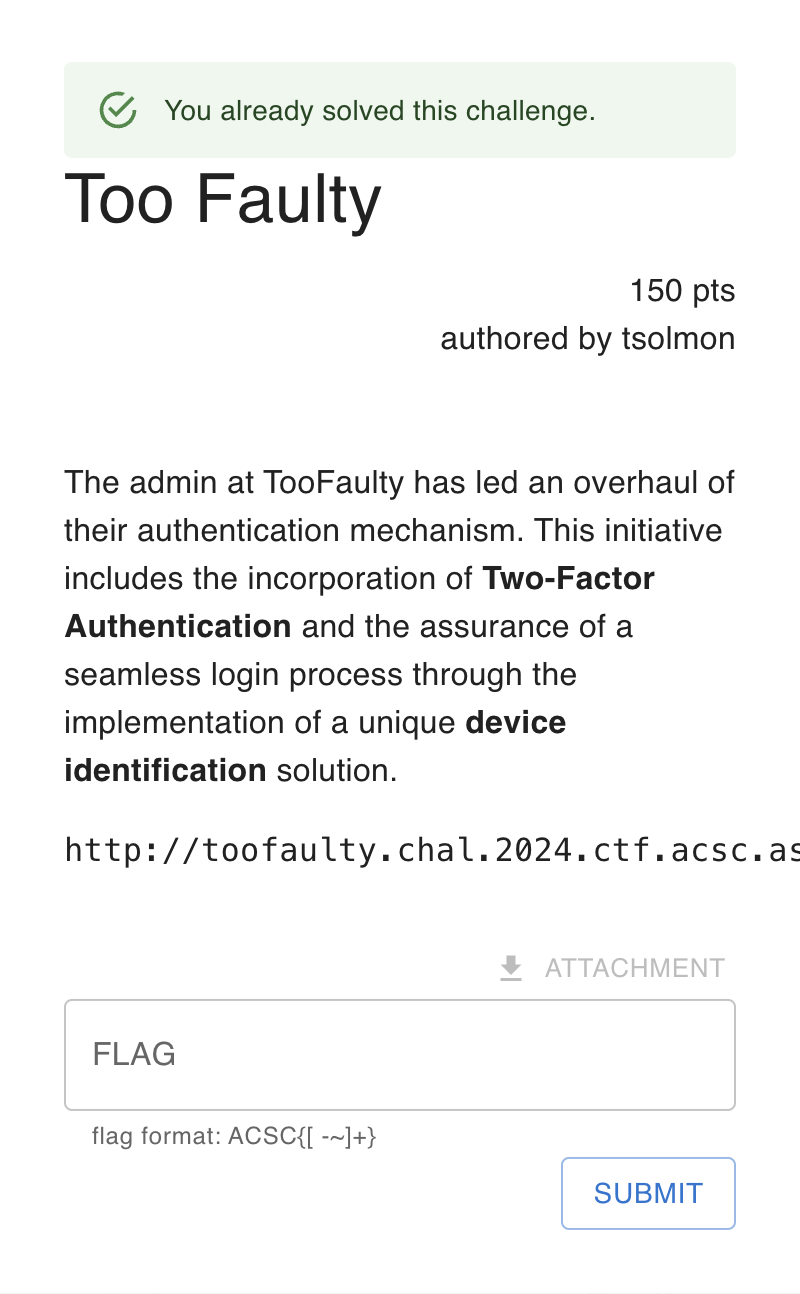 You already solved this challenge.
Too Faulty
150 pts
authored by tsolmon
The admin at TooFaulty has led an overhaul of
their authentication mechanism. This initiative
includes the incorporation of Two-Factor
Authentication and the assurance of a
seamless login process through the
implementation of a unique device
identification solution.
http://toofaulty.chal.2024.ctf.acsc.as
ATTACHMENT
FLAG
flag format: ACSC{[ -~]+}
SUBMIT